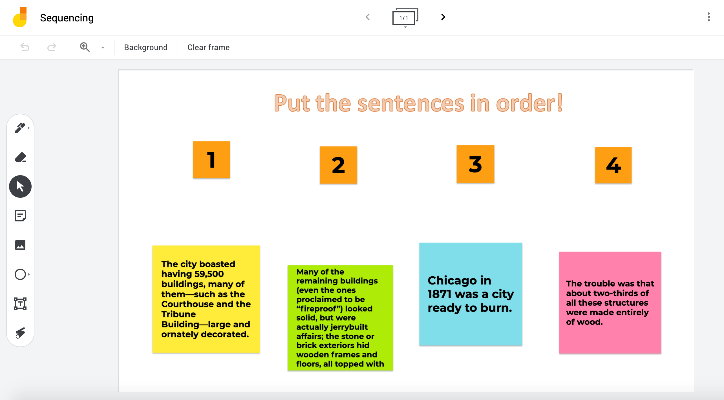 Sequencing
1/1
Background
Clear frame
Put the sentences in order!
1
2
3
4
The city boasted
having 59,500
buildings, many of
them—such as the
Courthouse and the
Tribune
Building—large and
ornately decorated.
Many of the
remaining buildings
(even the ones
proclaimed to be
"fireproof") looked
solid, but were
actually jerrybuilt
affairs; the stone or
brick exteriors hid
wooden frames and
floors, all topped with
Chicago in
1871 was a city
ready to burn.
The trouble was that
about two-thirds of
all these structures
were made entirely
of wood.